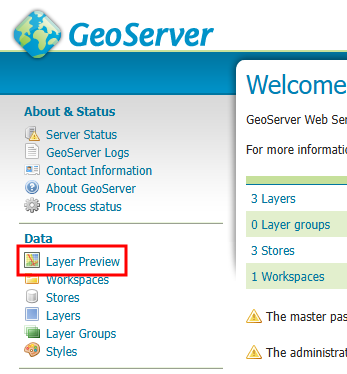 GeoServer
About & Status
Server Status
GeoServer Logs
Contact Information
About GeoServer
Process status
Data
Layer Preview
Workspaces
Stores
Layers
Layer Groups
Styles
Welcome
GeoServer Web Ser
For more informatio
3 Layers
0 Layer groups
3 Stores
1 Workspaces
The master pas
The administrat